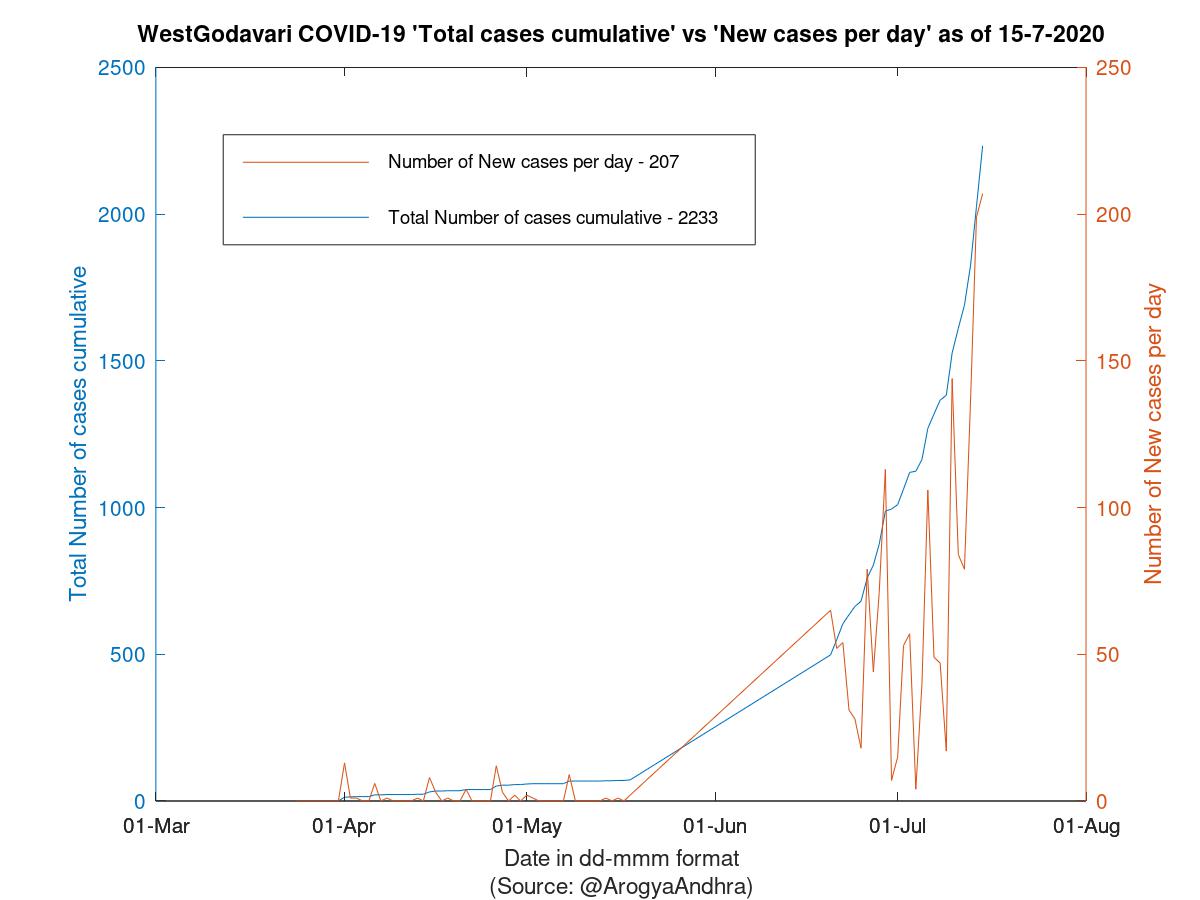 WestGodavari COVID-19 'Total cases cumulative' vs 'New cases per day' as of 15-7-2020
2500
2000
1500
1000
500
0
Total Number of cases cumulative
Number of New cases per day - 207
Total Number of cases cumulative - 2233
250
200
150
100
50
0
Number of New cases per day
01-Mar 01-Apr 01-May 01-Jun 01-Jul 01-Aug
Date in dd-mmm format
(Source: @ArogyaAndhra)